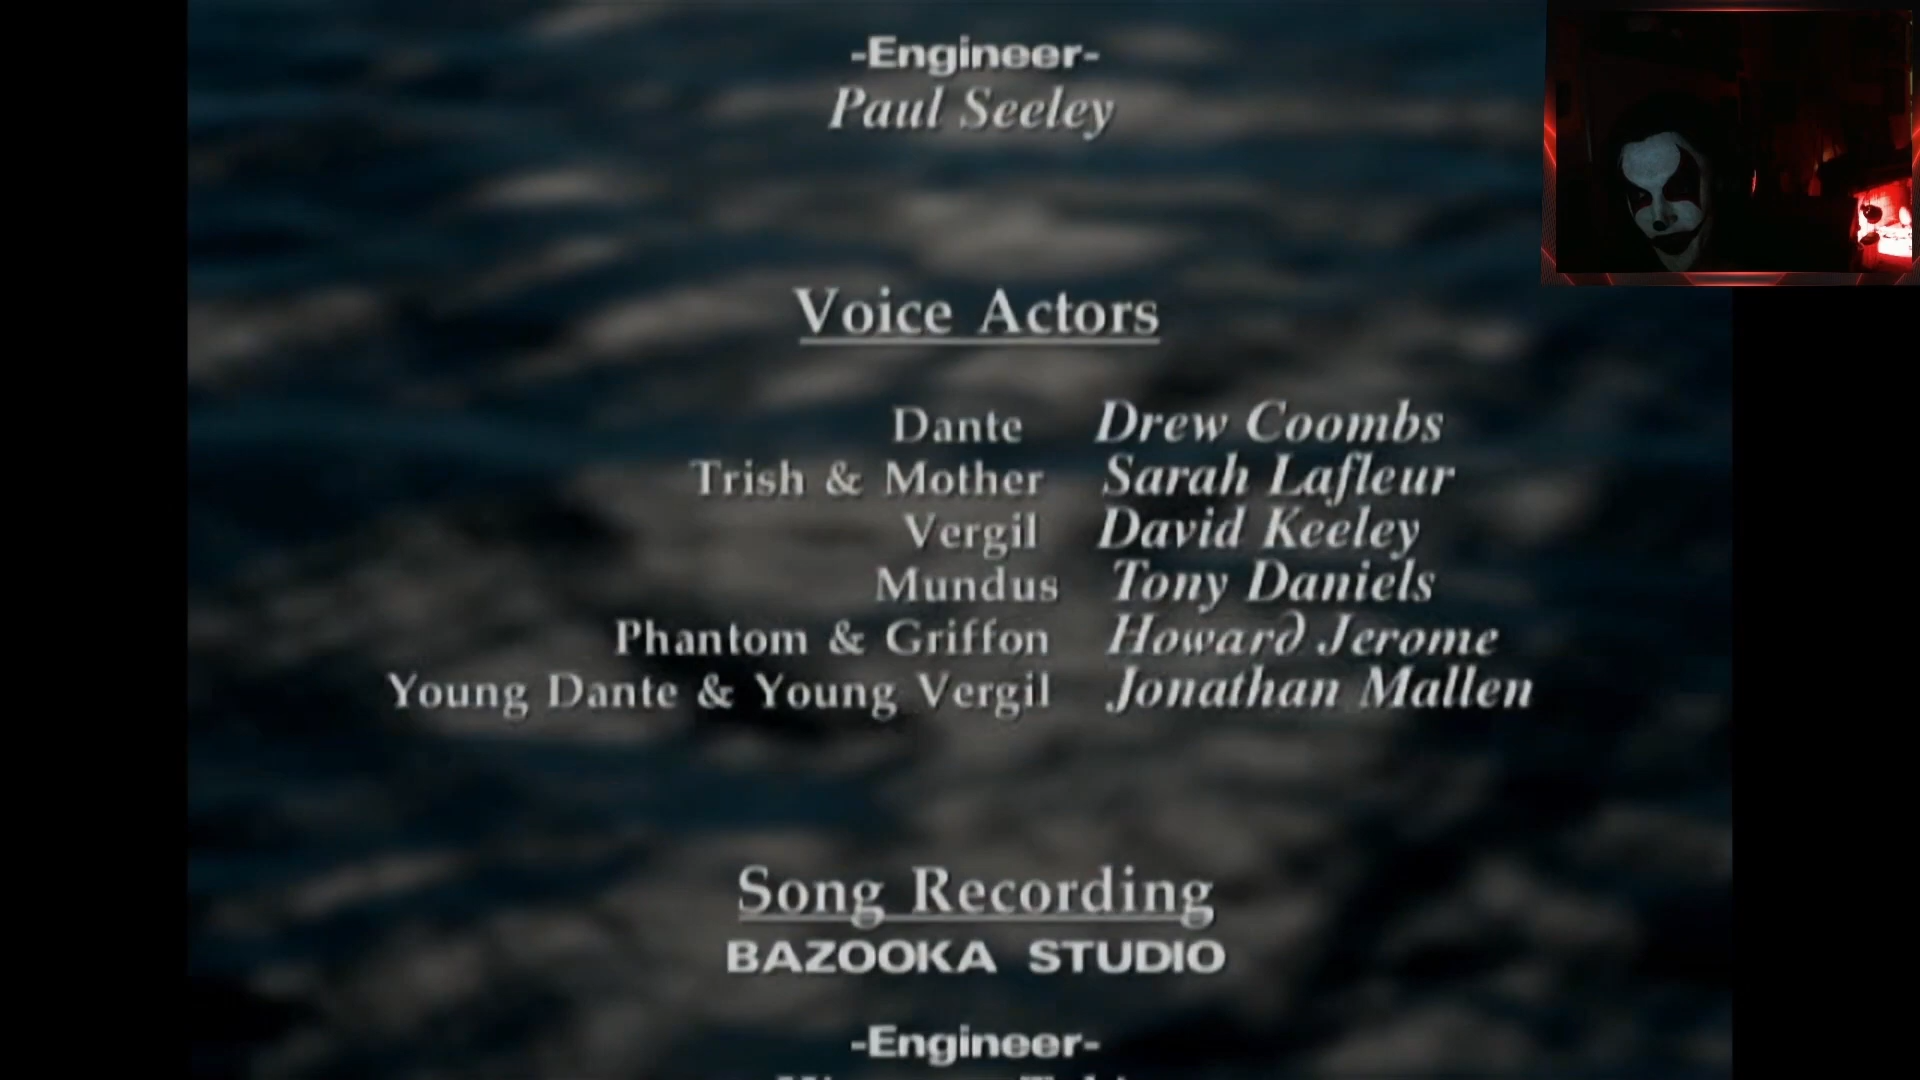 -Engineer-
Paul Seeley
Voice Actors
Dante Drew Coombs
Trish & Mother Sarah Lafleur
Vergil David Keeley
Mundus Tony Daniels
Phantom & Griffon Howard Jerome
Young Dante & Young Vergil Jonathan Mallen
Song Recording
BAZOOKA STUDIO
-Engineer-